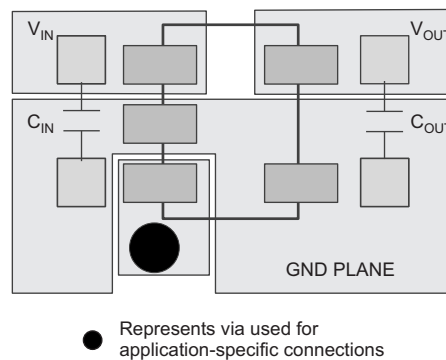 VIN
VOUT
CIN
COUT
GND PLANE
Represents via used for
application-specific connections